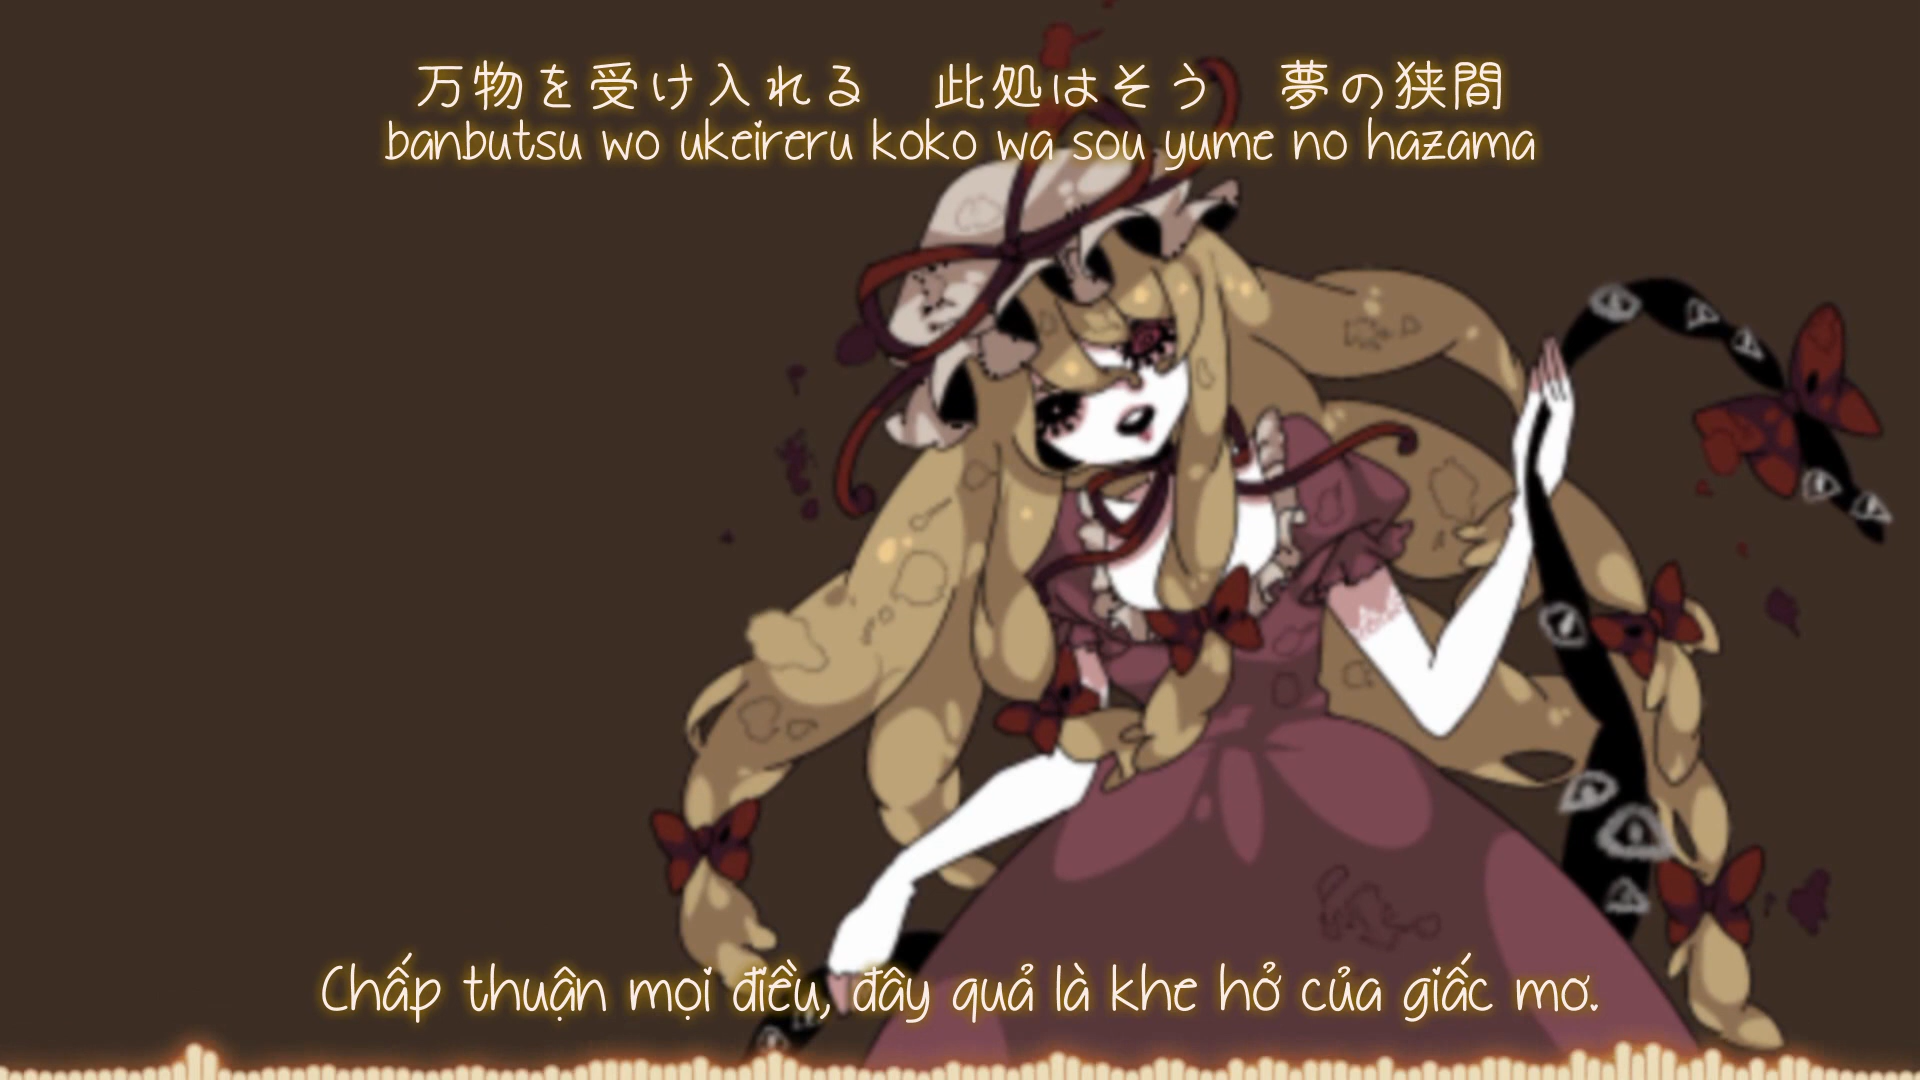 万物を受け入れる　此処はそう　夢の狭間
banbutsu wo ukeireru koko wa sou yume no hazama
Chấp thuận mọi điều, đây quả là khe hở của giấc mơ.